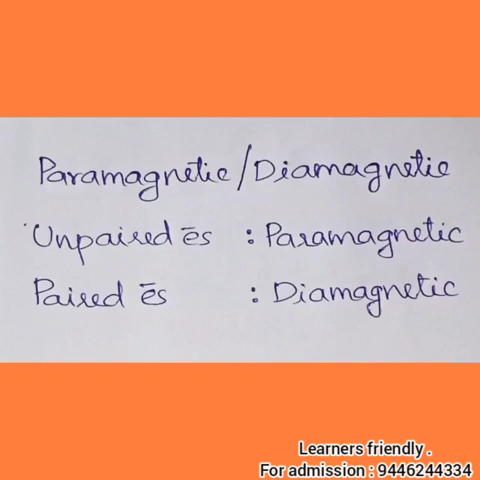 Paramagnetic/Diamagnetic
Unpaired ēs : Paramagnetic
Paired ēs : Diamagnetic
Learners friendly .
For admission : 9446244334